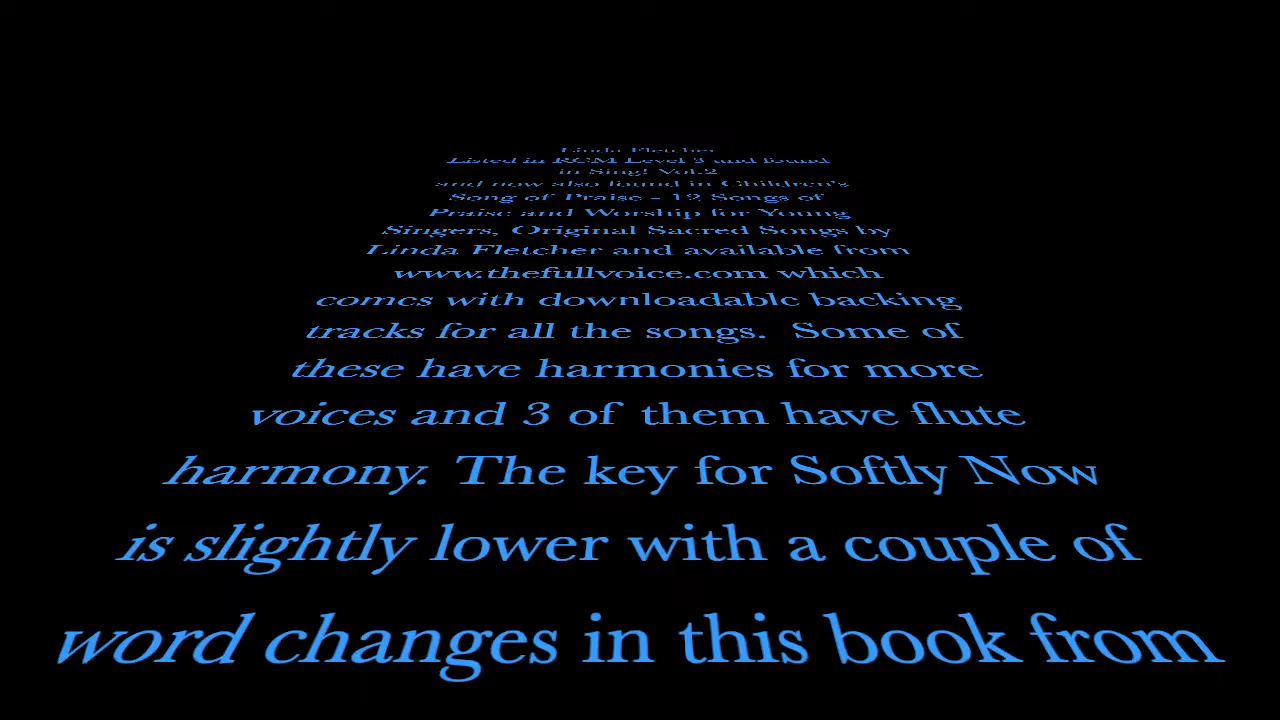 Linda Fletcher
Listed in RCM Level 3 and found
in Sing! Vol.2
and now also found in Children's
Song of Praise - 12 Songs of
Praise and Worship for Young
Singers, Original Sacred Songs by
Linda Fletcher and available from
www.thefullvoice.com which
comes with downloadable backing
tracks for all the songs.  Some of
these have harmonies for more
voices and 3 of them have flute
harmony. The key for Softly Now
is slightly lower with a couple of
word changes in this book from